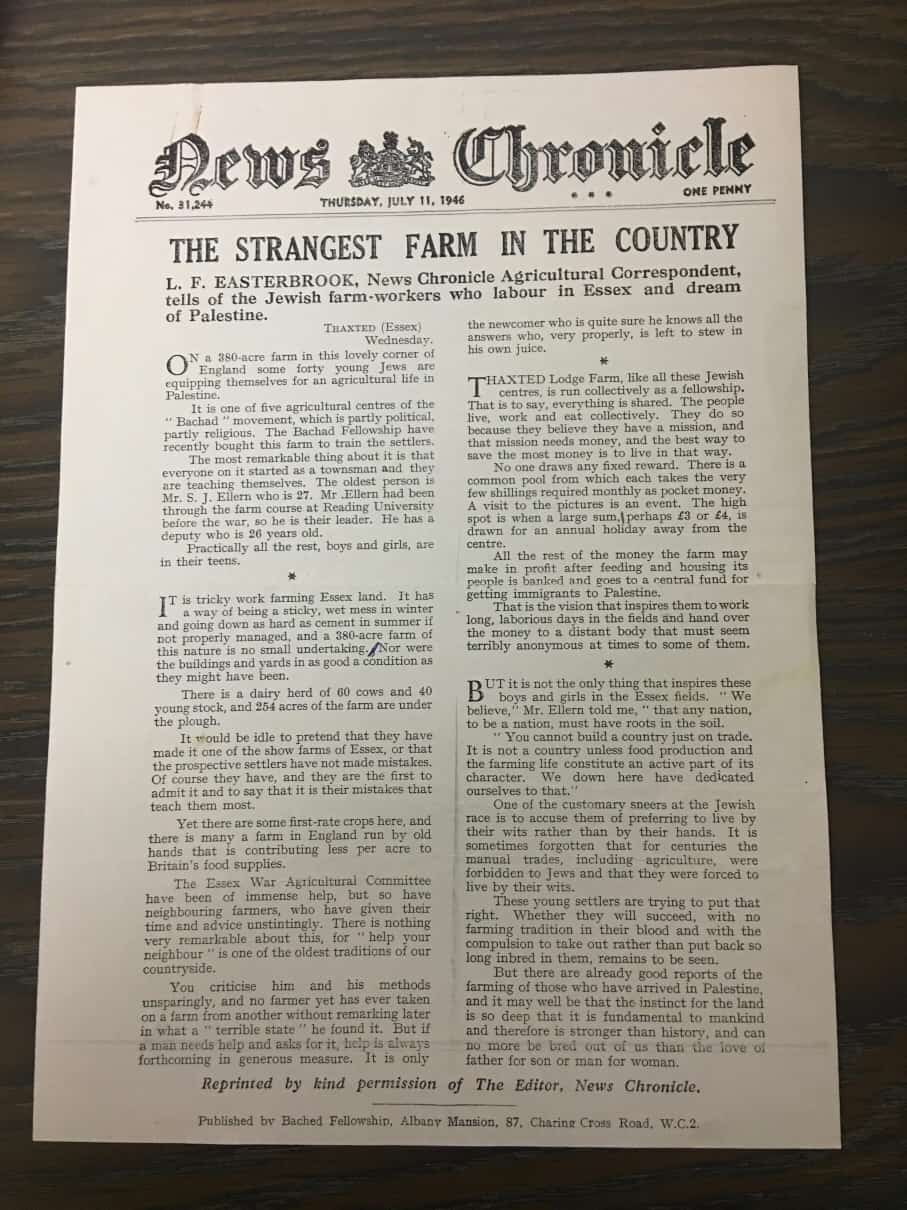 News Chronicle
No. 31,244
THURSDAY, JULY 11, 1946
* * *
ONE PENNY
THE STRANGEST FARM IN THE COUNTRY
L. F. EASTERBROOK, News Chronicle Agricultural Correspondent,
tells of the Jewish farm-workers who labour in Essex and dream
of Palestine.
THAXTED (Essex)
Wednesday.
ON a 380-acre farm in this lovely corner of
England some forty young Jews are
equipping themselves for an agricultural life in
Palestine.
It is one of five agricultural centres of the
" Bachad " movement, which is partly political,
partly religious. The Bachad Fellowship have
recently bought this farm to train the settlers.
The most remarkable thing about it is that
everyone on it started as a townsman and they
are teaching themselves. The oldest person is
Mr. S. J. Ellern who is 27. Mr .Ellern had been
through the farm course at Reading University
before the war, so he is their leader. He has a
deputy who is 26 years old.
Practically all the rest, boys and girls, are
in their teens.
*
IT is tricky work farming Essex land. It has
a way of being a sticky, wet mess in winter
and going down as hard as cement in summer if
not properly managed, and a 380-acre farm of
this nature is no small undertaking. Nor were
the buildings and yards in as good a condition as
they might have been.
There is a dairy herd of 60 cows and 40
young stock, and 254 acres of the farm are under
the plough.
It would be idle to pretend that they have
made it one of the show farms of Essex, or that
the prospective settlers have not made mistakes.
Of course they have, and they are the first to
admit it and to say that it is their mistakes that
teach them most.
Yet there are some first-rate crops here, and
there is many a farm in England run by old
hands that is contributing less per acre to
Britain's food supplies.
The Essex War Agricultural Committee
have been of immense help, but so have
neighbouring farmers, who have given their
time and advice unstintingly. There is nothing
very remarkable about this, for " help your
neighbour " is one of the oldest traditions of our
countryside.
You criticise him and his methods
unsparingly, and no farmer yet has ever taken
on a farm from another without remarking later
in what a " terrible state " he found it. But if
a man needs help and asks for it, help is always
forthcoming in generous measure. It is only
the newcomer who is quite sure he knows all the
answers who, very properly, is left to stew in
his own juice.
*
THAXTED Lodge Farm, like all these Jewish
centres, is run collectively as a fellowship.
That is to say, everything is shared. The people
live, work and eat collectively. They do so
because they believe they have a mission, and
that mission needs money, and the best way to
save the most money is to live in that way.
No one draws any fixed reward. There is a
common pool from which each takes the very
few shillings required monthly as pocket money.
A visit to the pictures is an event. The high
spot is when a large sum, perhaps £3 or £4, is
drawn for an annual holiday away from the
centre.
All the rest of the money the farm may
make in profit after feeding and housing its
people is banked and goes to a central fund for
getting immigrants to Palestine.
That is the vision that inspires them to work
long, laborious days in the fields and hand over
the money to a distant body that must seem
terribly anonymous at times to some of them.
*
BUT it is not the only thing that inspires these
boys and girls in the Essex fields. " We
believe," Mr. Ellern told me, " that any nation,
to be a nation, must have roots in the soil.
" You cannot build a country just on trade.
It is not a country unless food production and
the farming life constitute an active part of its
character. We down here have dedicated
ourselves to that."
One of the customary sneers at the Jewish
race is to accuse them of preferring to live by
their wits rather than by their hands. It is
sometimes forgotten that for centuries the
manual trades, including agriculture, were
forbidden to Jews and that they were forced to
live by their wits.
These young settlers are trying to put that
right. Whether they will succeed, with no
farming tradition in their blood and with the
compulsion to take out rather than put back so
long inbred in them, remains to be seen.
But there are already good reports of the
farming of those who have arrived in Palestine,
and it may well be that the instinct for the land
is so deep that it is fundamental to mankind
and therefore is stronger than history, and can
no more be bred out of us than the love of
father for son or man for woman.
Reprinted by kind permission of The Editor, News Chronicle.
Published by Bached Fellowship, Albany Mansion, 87, Charing Cross Road, W.C.2.